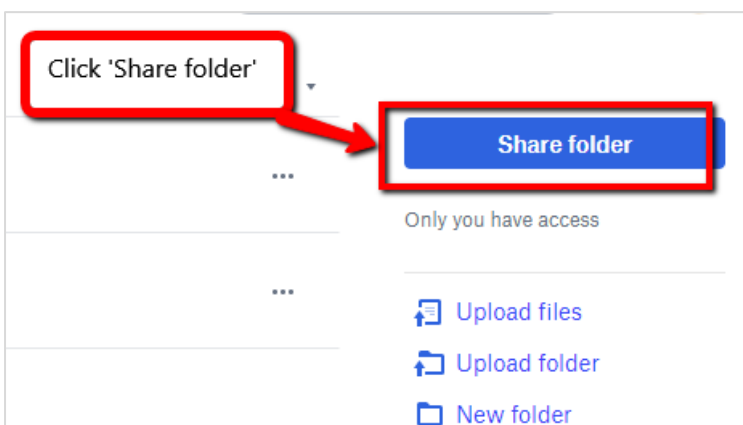 Click 'Share folder'
Share folder
Only you have access
Upload files
Upload folder
New folder